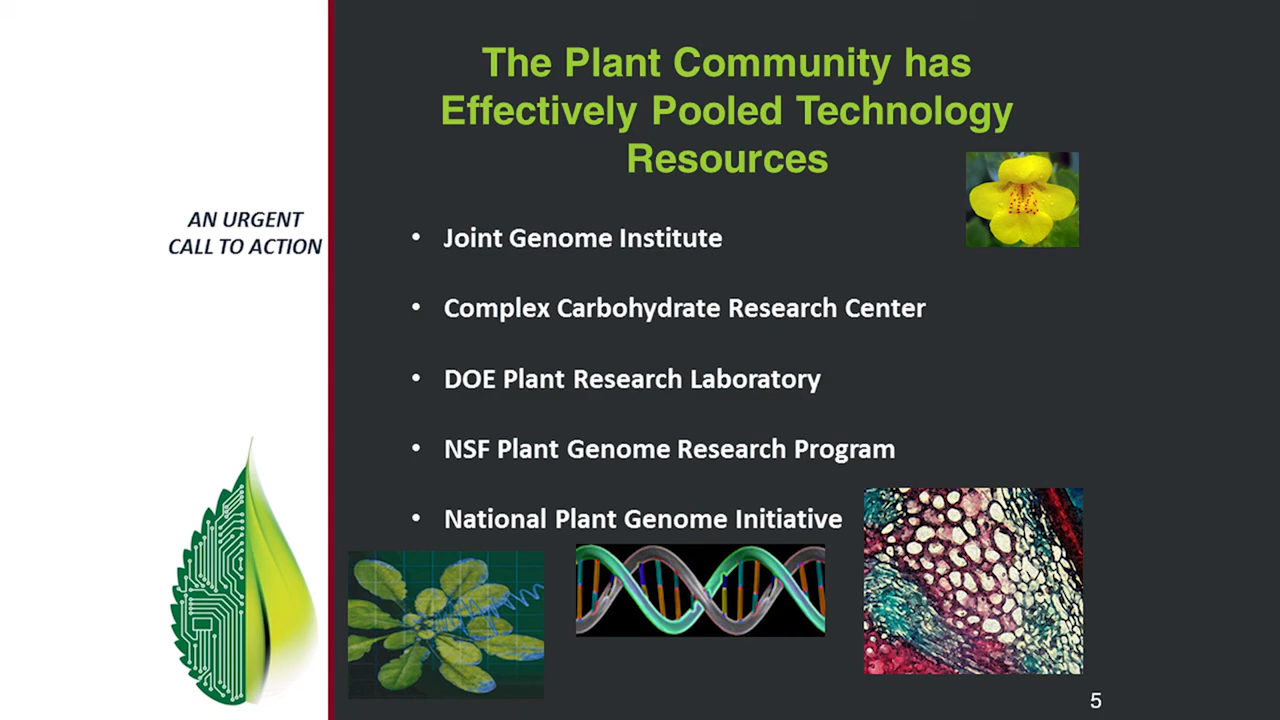 The Plant Community has
Effectively Pooled Technology
Resources
AN URGENT
CALL TO ACTION
• Joint Genome Institute
• Complex Carbohydrate Research Center
• DOE Plant Research Laboratory
• NSF Plant Genome Research Program
• National Plant Genome Initiative
5